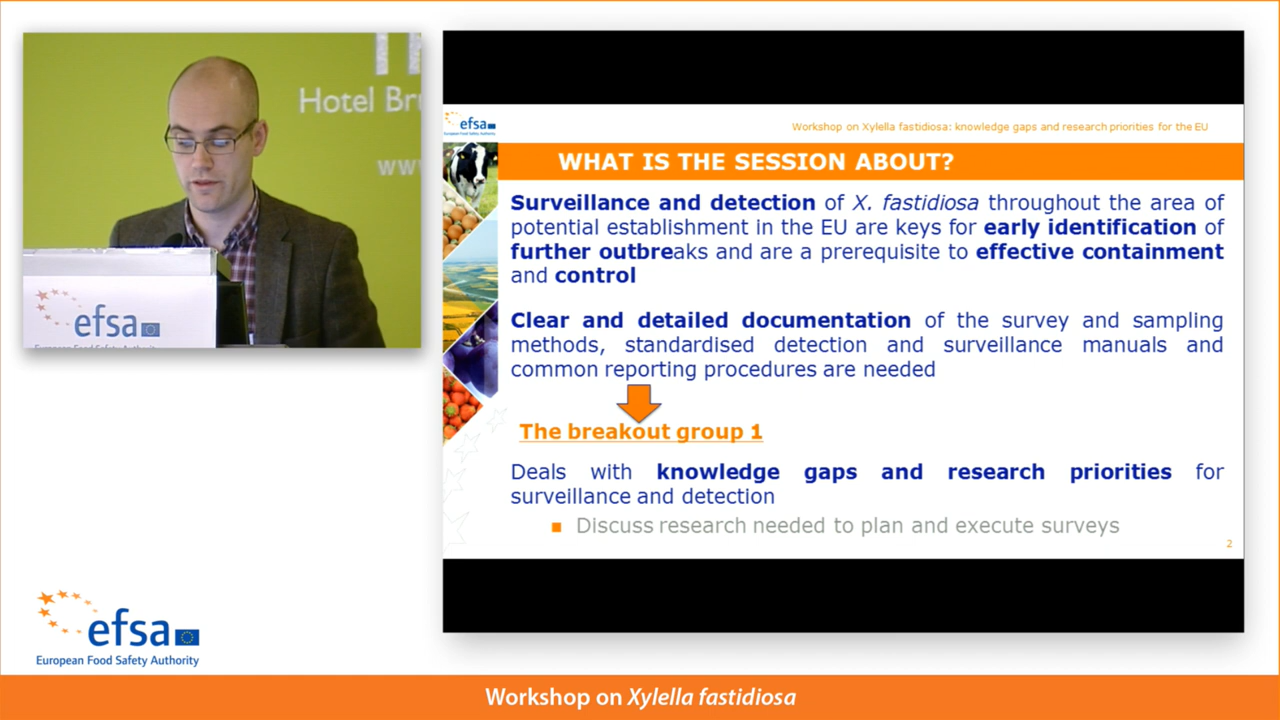 Hotel
efsa
efsa
European Food Safety Authority
Workshop on Xylella fastidiosa: knowledge gaps and research priorities for the EU
WHAT IS THE SESSION ABOUT?
Surveillance and detection of X. fastidiosa throughout the area of
potential establishment in the EU are keys for early identification of
further outbreaks and are a prerequisite to effective containment
and control
Clear and detailed documentation of the survey and sampling
methods, standardised detection and surveillance manuals and
common reporting procedures are needed
The breakout group 1
Deals with knowledge gaps and research priorities for
surveillance and detection
■ Discuss research needed to plan and execute surveys
2
efsa
European Food Safety Authority
Workshop on Xylella fastidiosa